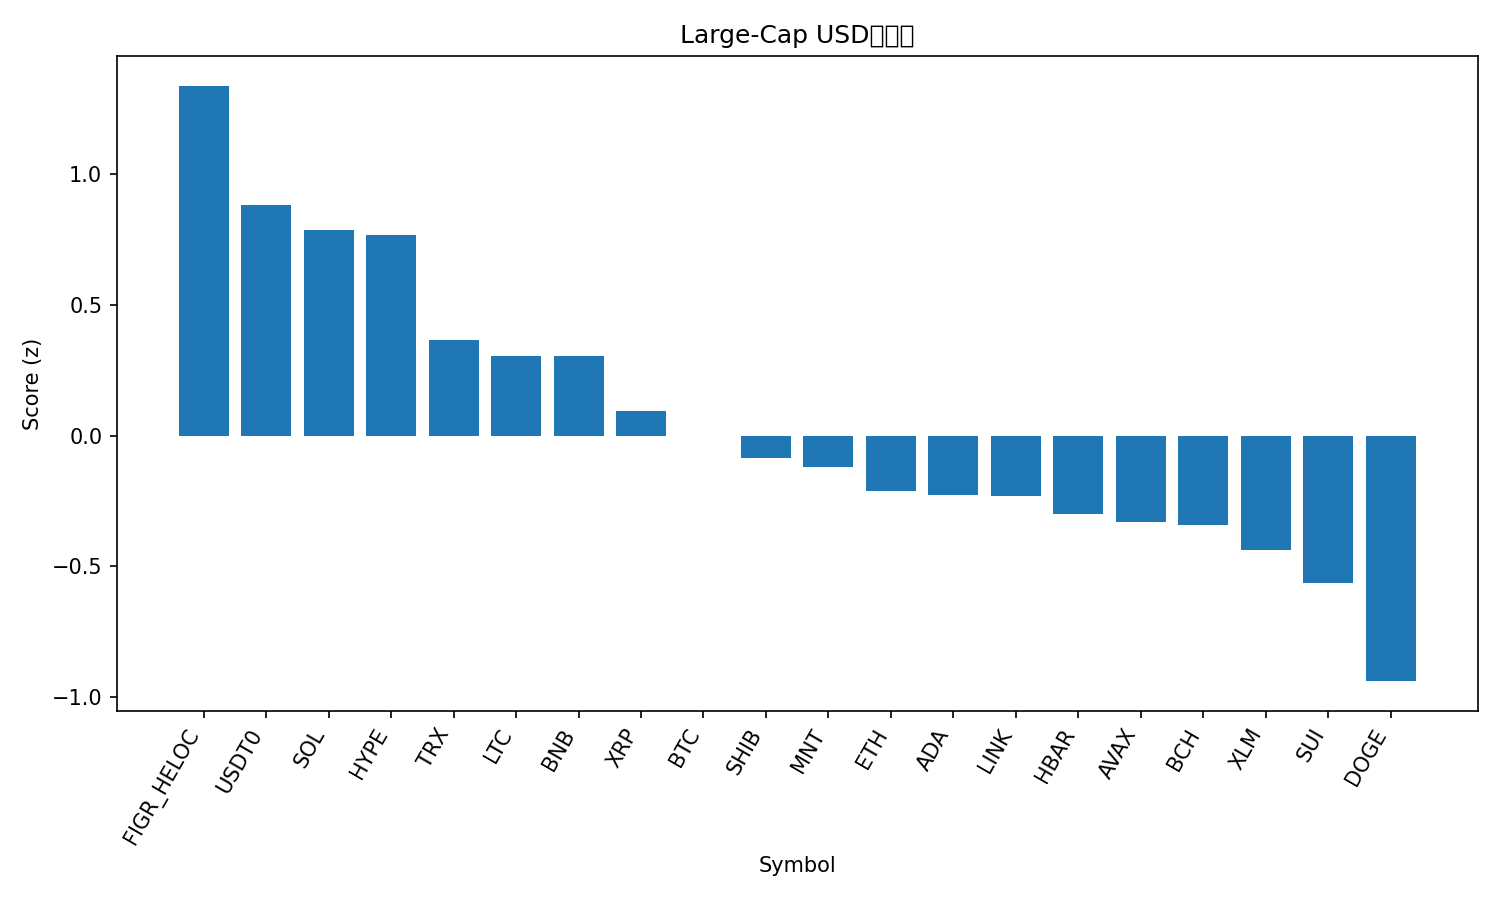 Large-Cap USD
Score (z)
1.0
0.5
0.0
−0.5
−1.0
FIGR_HELOC
USDT0
SOL
HYPE
TRX
LTC
BNB
XRP
BTC
SHIB
MNT
ETH
ADA
LINK
HBAR
AVAX
BCH
XLM
SUI
DOGE
Symbol